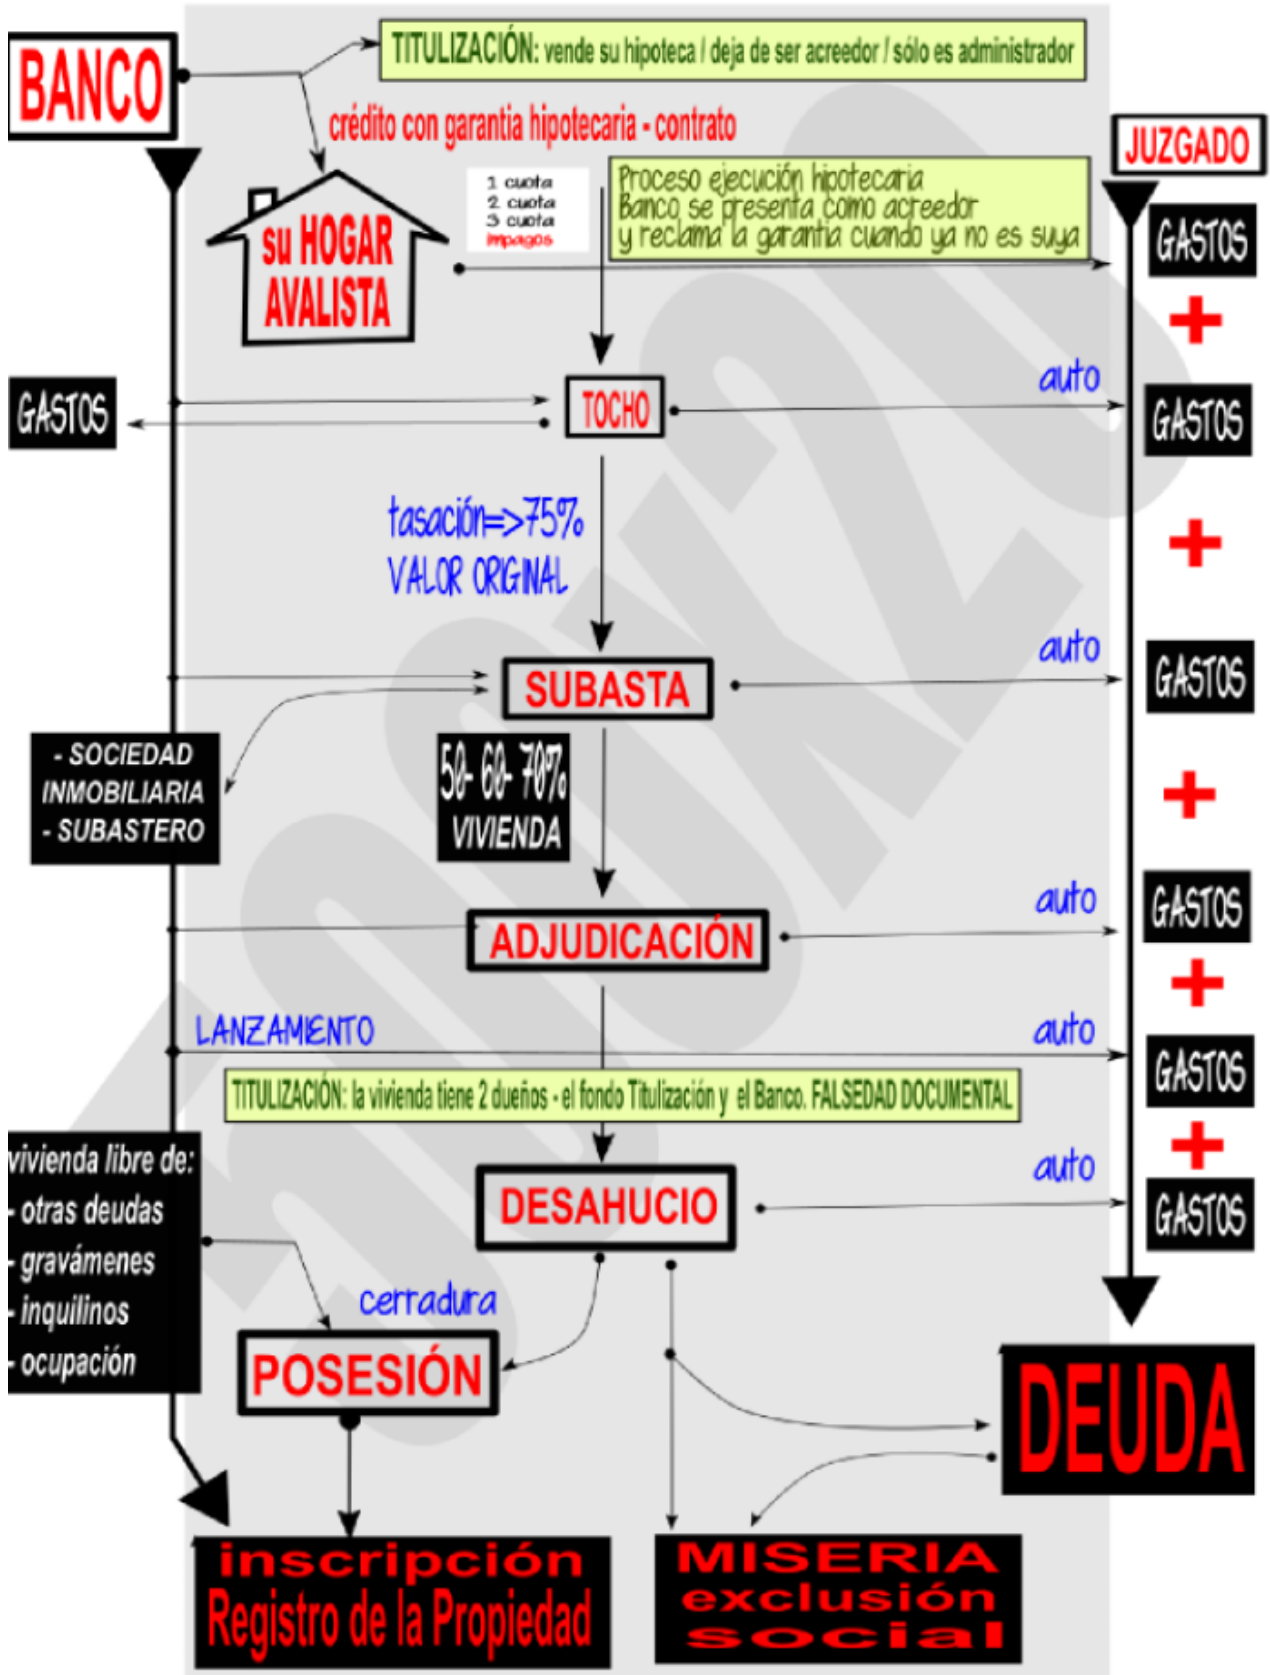 BANCO
TITULIZACIÓN: vende su hipoteca / deja de ser acreedor / sólo es administrador
crédito con garantia hipotecaria - contrato
JUZGADO
su HOGAR
AVALISTA
1 cuota
2 cuota
3 cuota
impagos
Proceso ejecución hipotecaria
Banco se presenta como acreedor
y reclama la garantia cuando ya no es suya
GASTOS
+
GASTOS
TOCHO
auto
GASTOS
+
tasación=>75%
VALOR ORIGINAL
SUBASTA
auto
GASTOS
- SOCIEDAD
INMOBILIARIA
- SUBASTERO
50- 60- 70%
VIVIENDA
+
ADJUDICACIÓN
auto
GASTOS
+
LANZAMIENTO
auto
GASTOS
TITULIZACIÓN: la vivienda tiene 2 dueños - el fondo Titulización y el Banco. FALSEDAD DOCUMENTAL
+
vivienda libre de:
- otras deudas
- gravámenes
- inquilinos
- ocupación
DESAHUCIO
auto
GASTOS
cerradura
POSESIÓN
DEUDA
inscripción
Registro de la Propiedad
MISERIA
exclusión
social
500x20